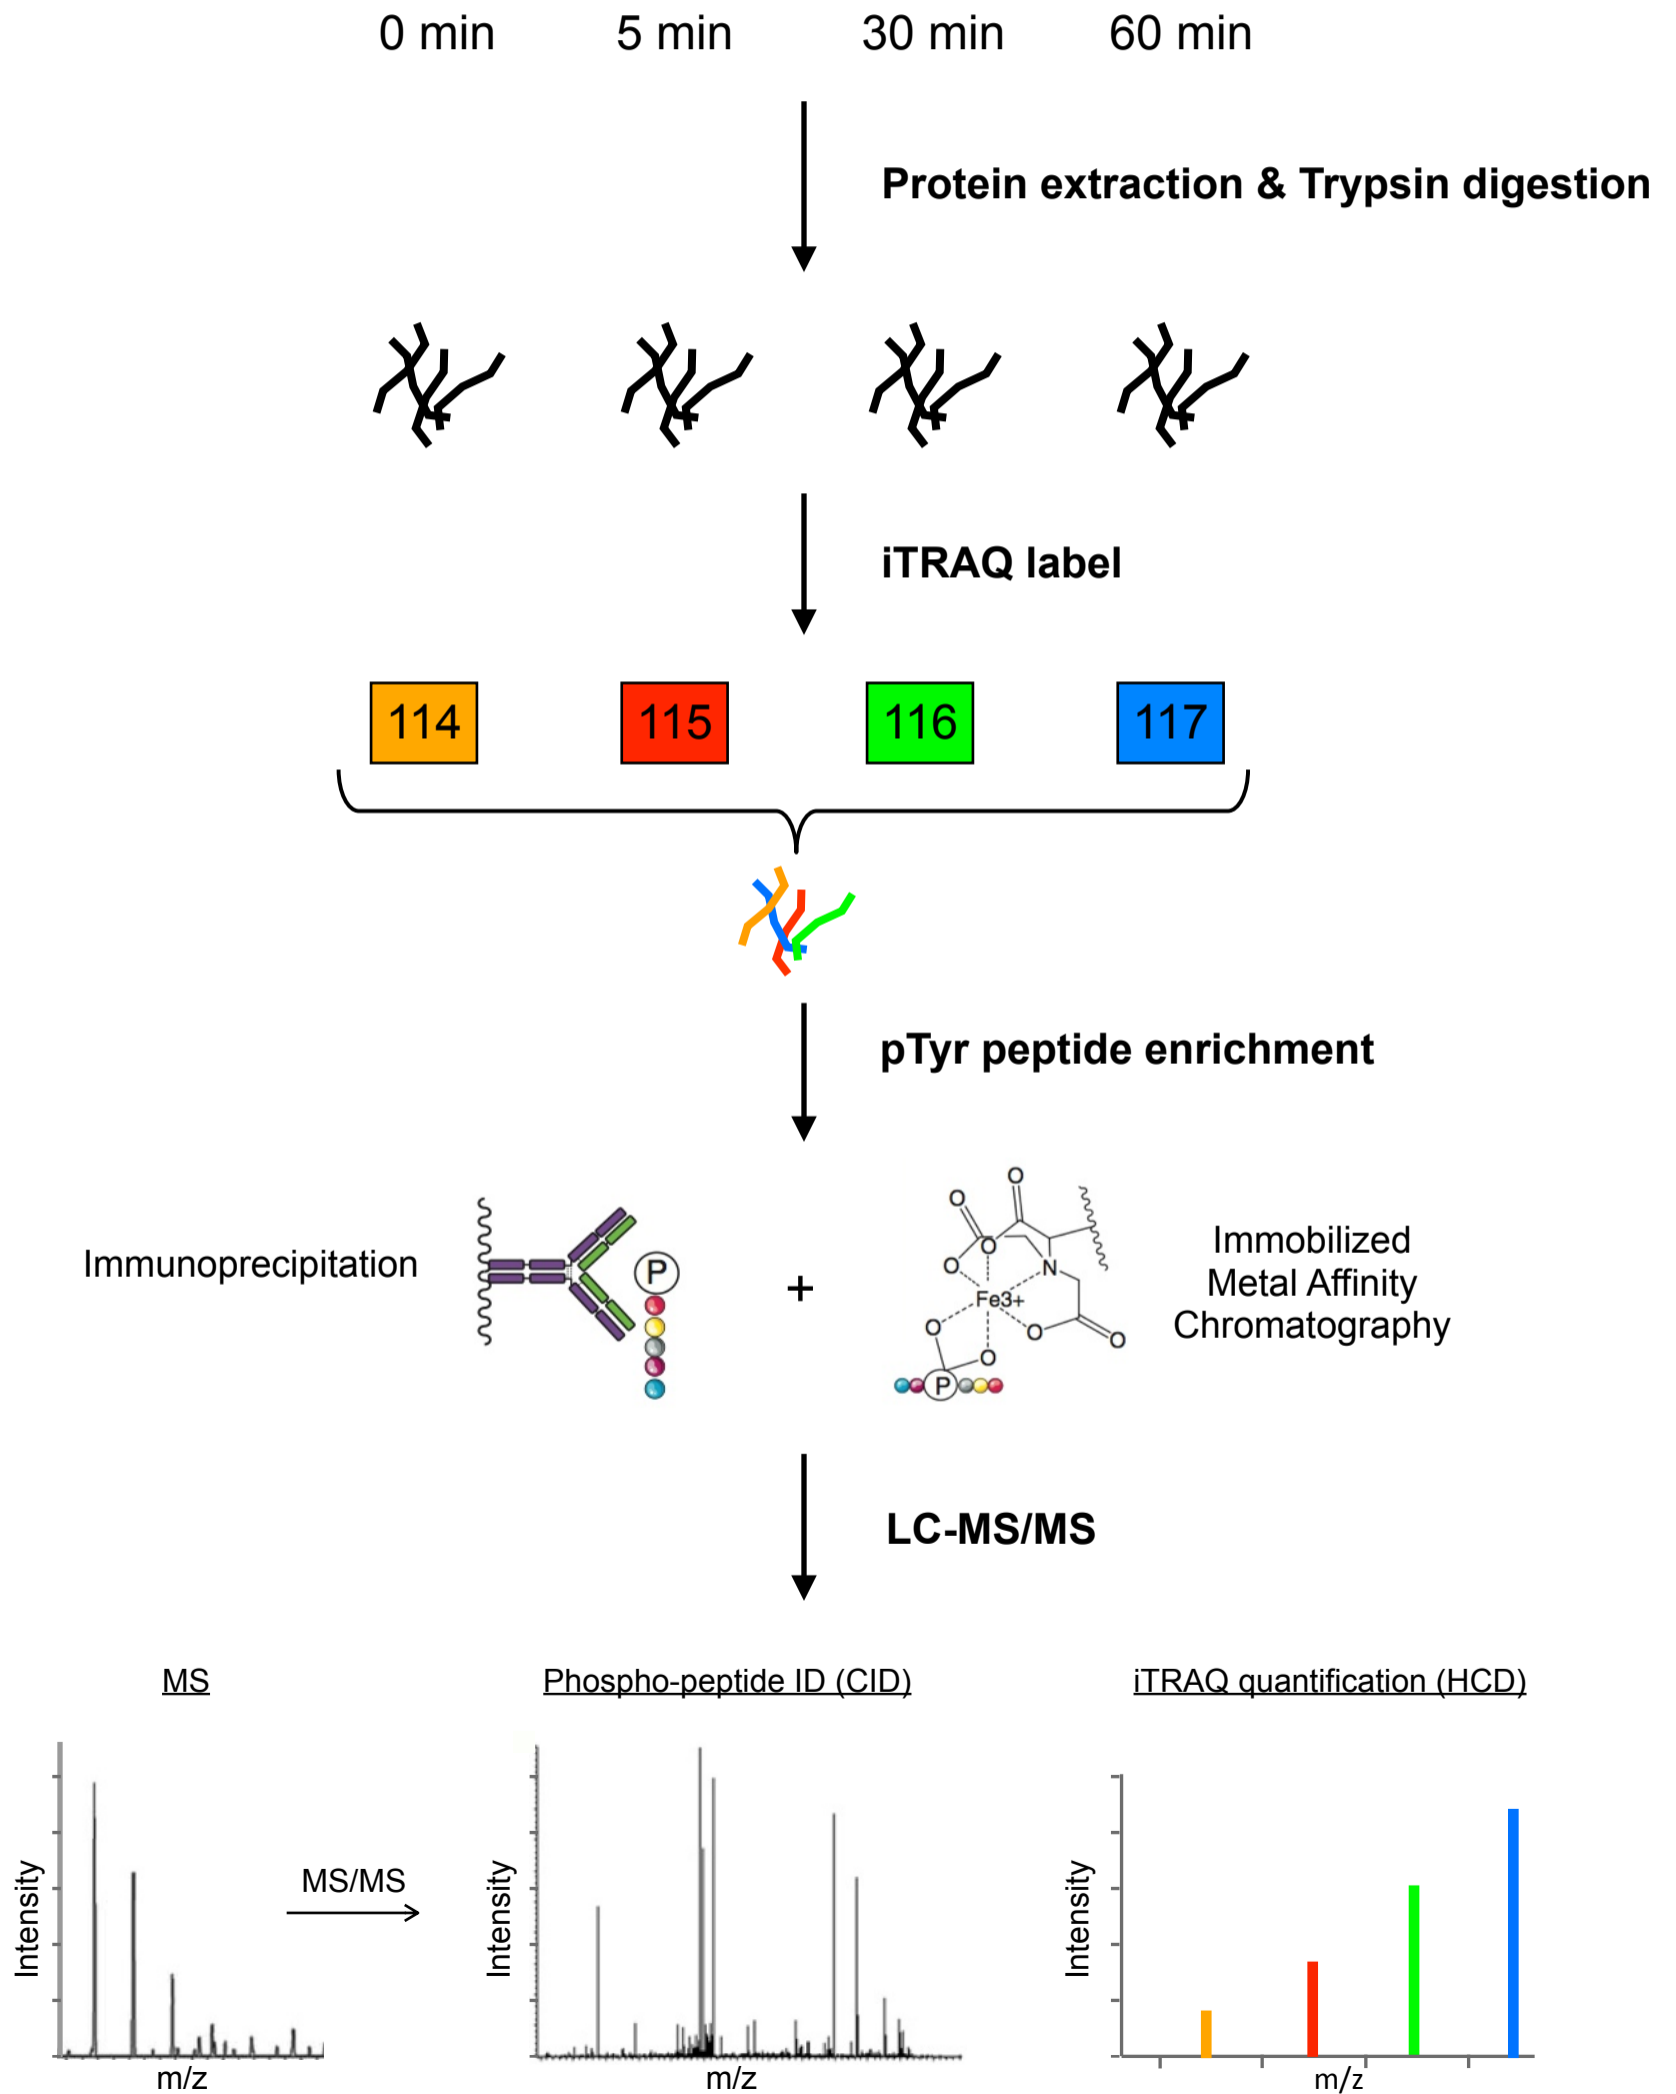 0 min 5 min 30 min 60 min
Protein extraction & Trypsin digestion
iTRAQ label
114 115 116 117
pTyr peptide enrichment
Immunoprecipitation
P
+
O
O
O
O
N
Fe3+
O
O
O
O
P
Immobilized
Metal Affinity
Chromatography
LC-MS/MS
MS
Intensity
m/z
MS/MS
Phospho-peptide ID (CID)
Intensity
m/z
iTRAQ quantification (HCD)
Intensity
m/z